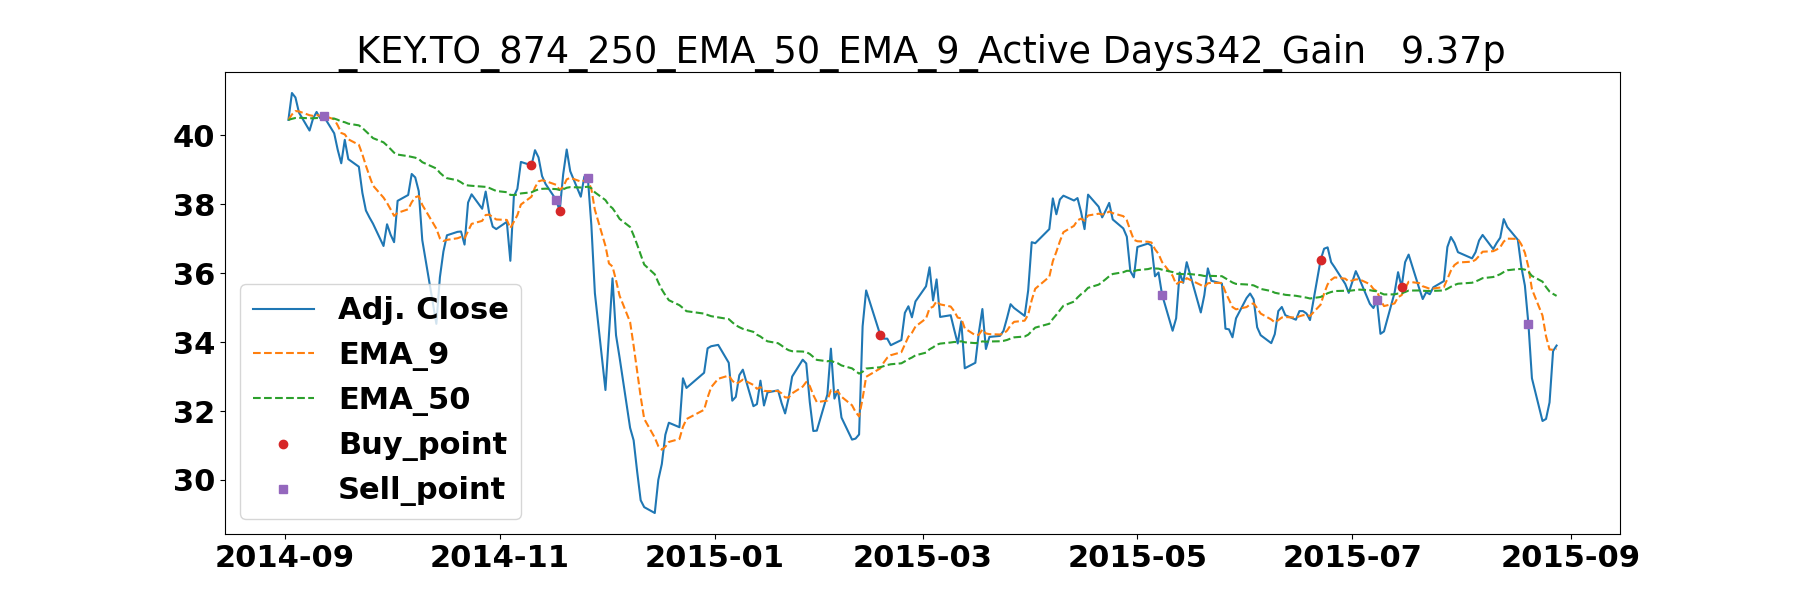 _KEY.TO_874_250_EMA_50_EMA_9_Active Days342_Gain   9.37p
40
38
36
34
32
30
Adj. Close
EMA_9
EMA_50
Buy_point
Sell_point
2014-09 2014-11 2015-01 2015-03 2015-05 2015-07 2015-09